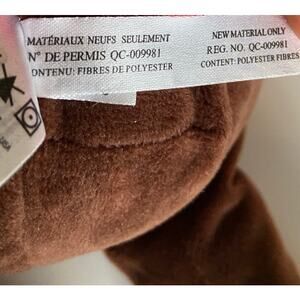 MATÉRIAUX NEUFS SEULEMENT
N° DE PERMIS QC-009981
CONTENU: FIBRES DE POLYESTER
NEW MATERIAL ONLY
REG. NO. QC-009981
CONTENT: POLYESTER FIBRES